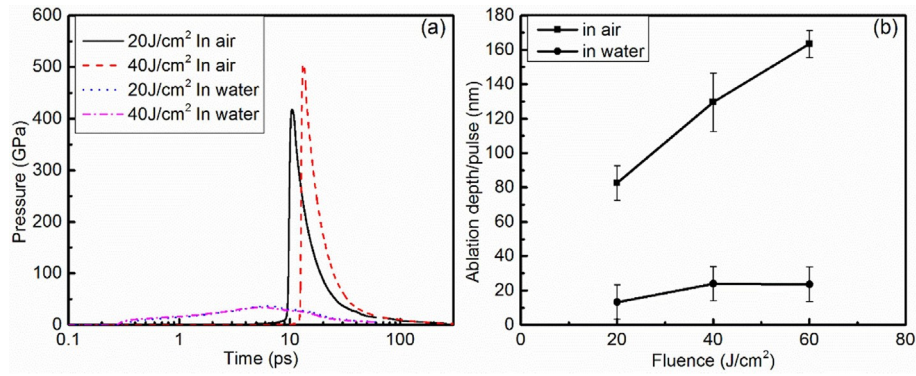 (a)
20J/cm² In air
40J/cm² In air
20J/cm² In water
40J/cm² In water
Pressure (GPa)
600
500
400
300
200
100
0
0.1 1 10 100
Time (ps)
(b)
in air
in water
Ablation depth/pulse (nm)
180
160
140
120
100
80
60
40
20
0
0 20 40 60 80
Fluence (J/cm²)